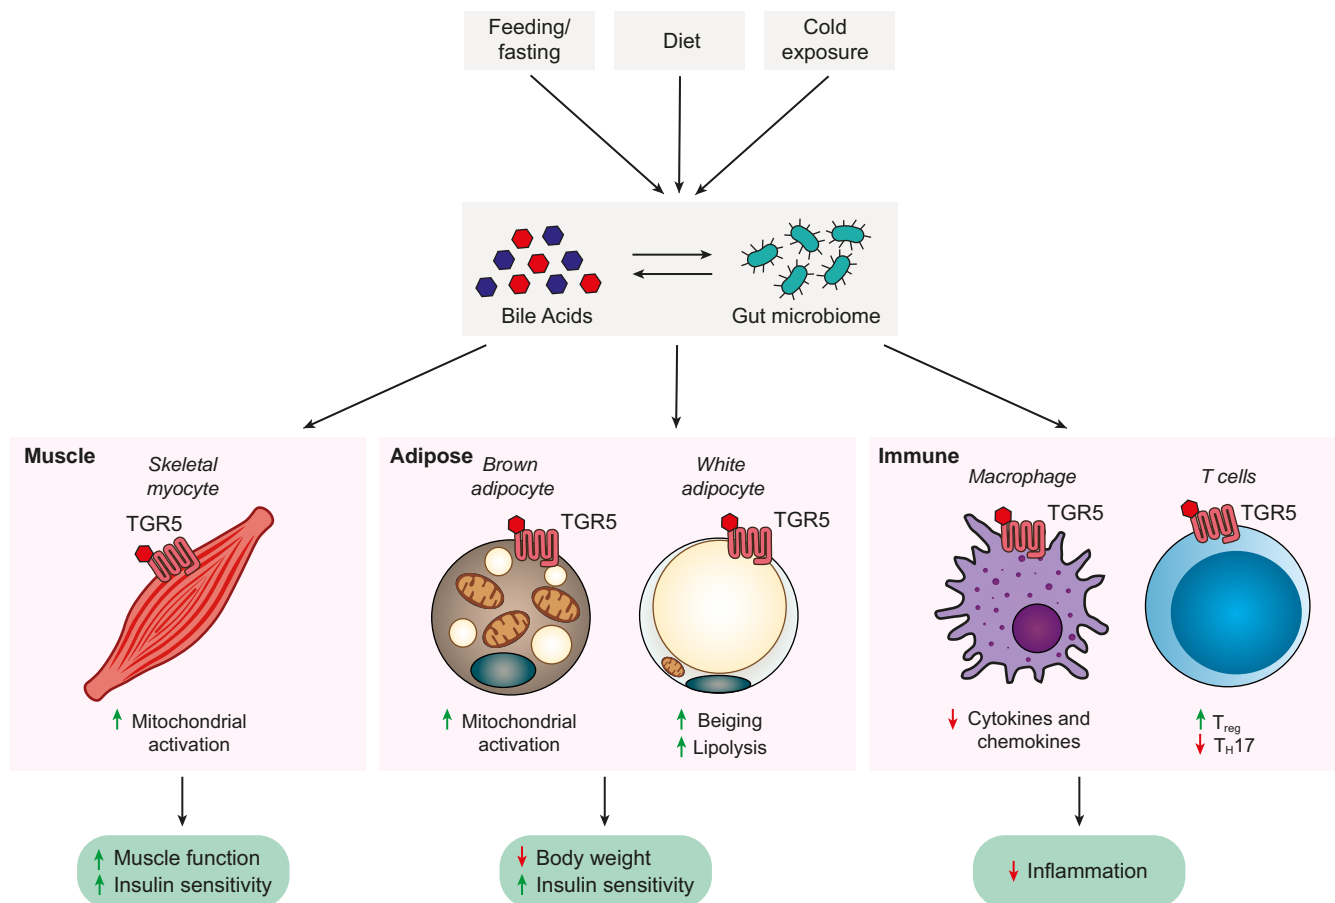 Feeding/
fasting
Diet
Cold
exposure
Bile Acids
Gut microbiome
Muscle
Skeletal
myocyte
TGR5
Mitochondrial
activation
Adipose
Brown
adipocyte
TGR5
Mitochondrial
activation
White
adipocyte
TGR5
Beiging
Lipolysis
Immune
Macrophage
TGR5
Cytokines and
chemokines
T cells
TGR5
Treg
TH17
Muscle function
Insulin sensitivity
Body weight
Insulin sensitivity
Inflammation